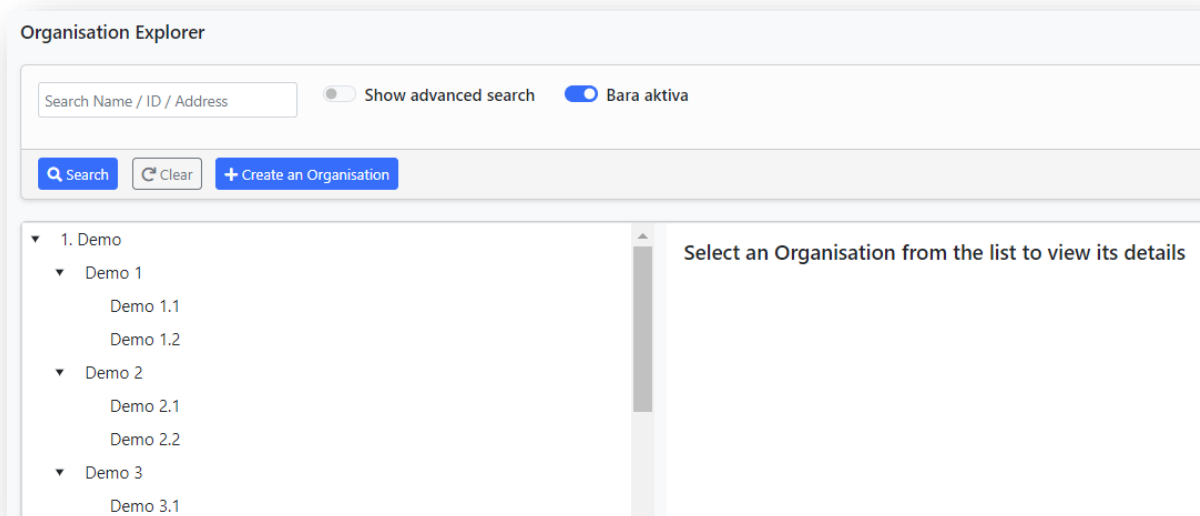 Organisation Explorer
Search Name / ID / Address
Show advanced search
Bara aktiva
Search
Clear
Create an Organisation
1. Demo
Demo 1
Demo 1.1
Demo 1.2
Demo 2
Demo 2.1
Demo 2.2
Demo 3
Demo 3.1
Select an Organisation from the list to view its details